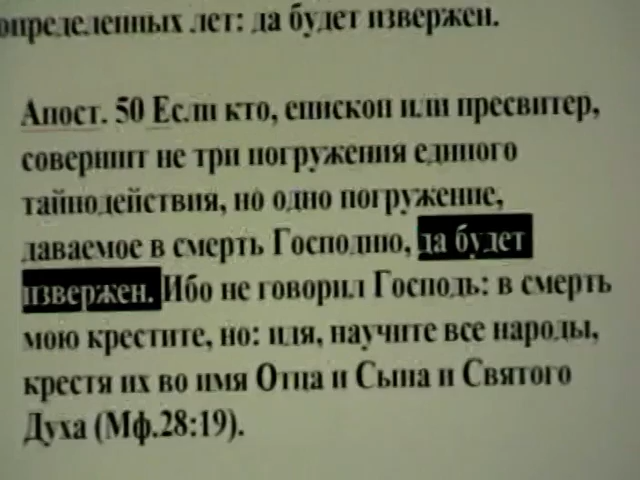 определенных лет: да будет извержен.
Апост. 50 Если кто, епископ или пресвитер,
совершит не три погружения единого
тайнодействия, но одно погружение,
даваемое в смерть Господню, да будет
извержен. Ибо не говорил Господь: в смерть
мою крестите, но: идя, научите все народы,
крестя их во имя Отца и Сына и Святого
Духа (Мф.28:19).